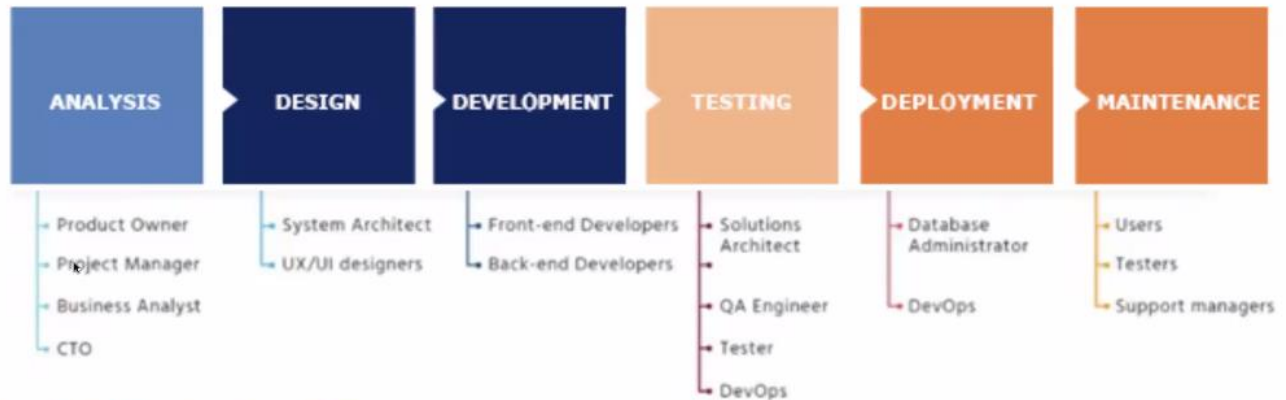 ANALYSIS
DESIGN
DEVELOPMENT
TESTING
DEPLOYMENT
MAINTENANCE
Product Owner
Project Manager
Business Analyst
CTO
System Architect
UX/UI designers
Front-end Developers
Back-end Developers
Solutions
Architect
QA Engineer
Tester
DevOps
Database
Administrator
DevOps
Users
Testers
Support managers